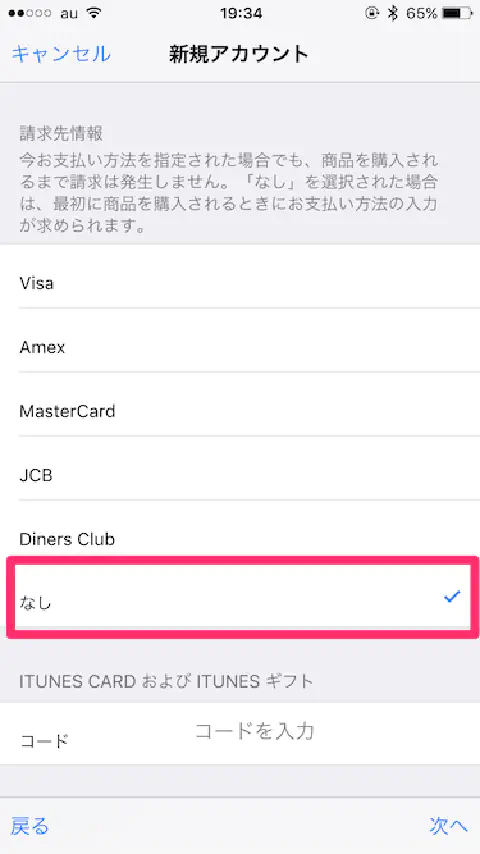 au 19:34 65%
キャンセル 新規アカウント
請求先情報
今お支払い方法を指定された場合でも、商品を購入され
るまで請求は発生しません。「なし」を選択された場合
は、最初に商品を購入されるときにお支払い方法の入力
が求められます。
Visa
Amex
MasterCard
JCB
Diners Club
なし
ITUNES CARD および ITUNES ギフト
コード コードを入力
戻る 次へ